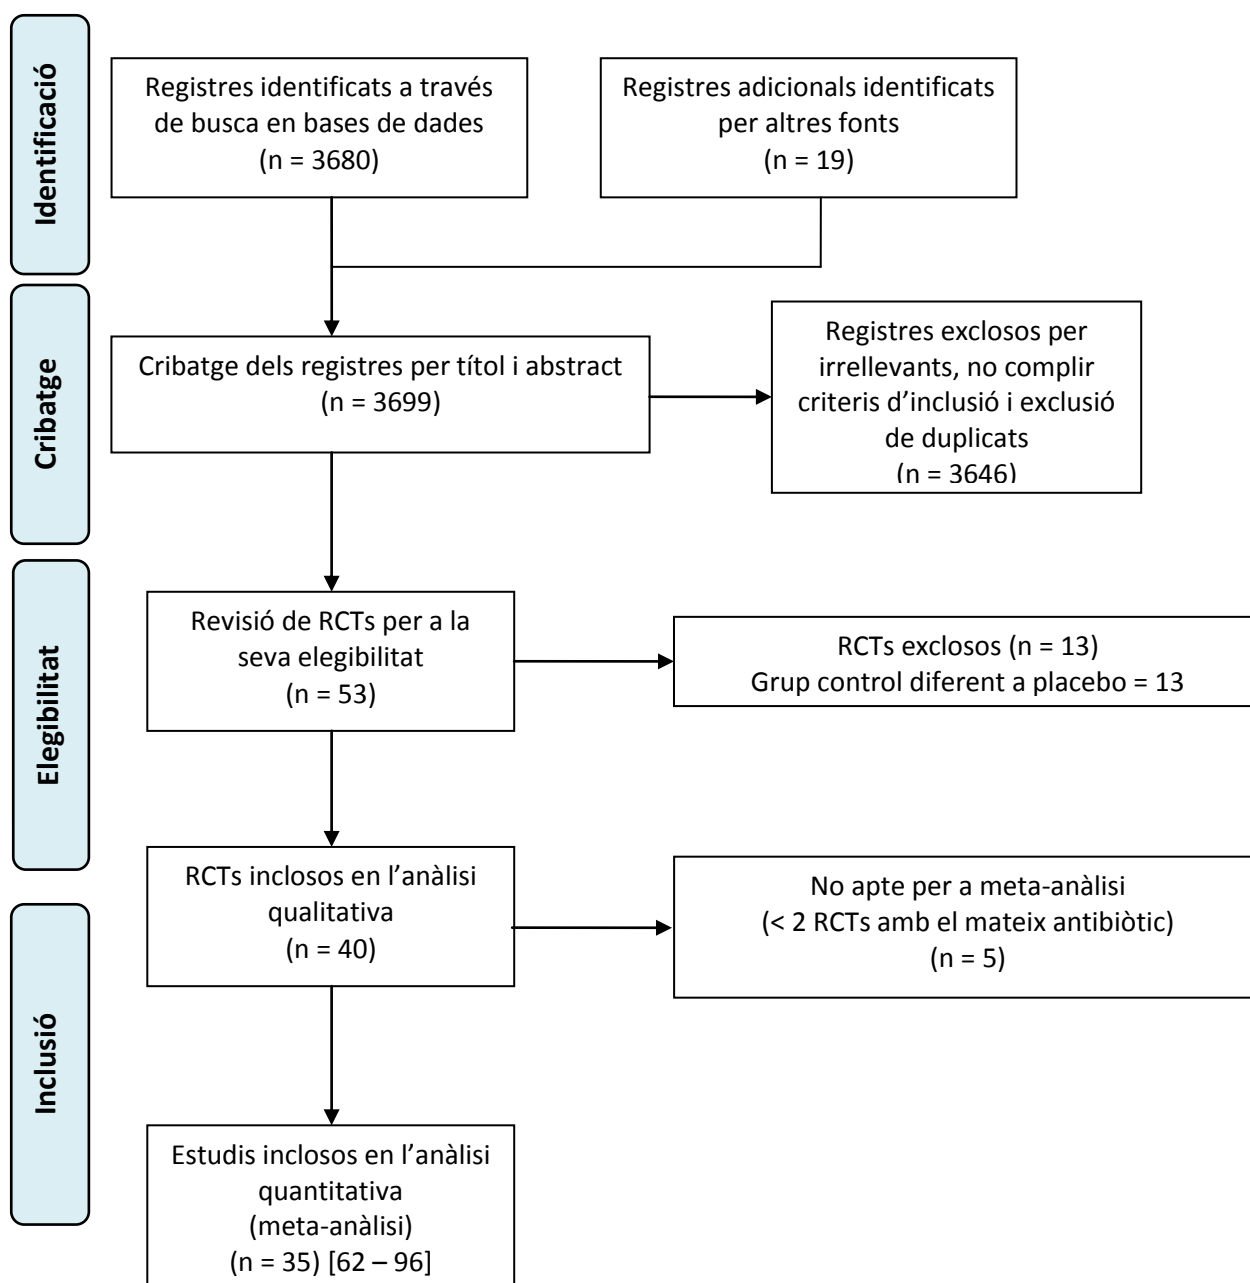 Identificació
Registres identificats a través
de busca en bases de dades
(n = 3680)
Registres adicionals identificats
per altres fonts
(n = 19)
Cribatge
Cribatge dels registres per títol i abstract
(n = 3699)
Registres exclosos per
irrellevants, no complir
criteris d’inclusió i exclusió
de duplicats
(n = 3646)
Elegibilitat
Revisió de RCTs per a la
seva elegibilitat
(n = 53)
RCTs exclosos (n = 13)
Grup control diferent a placebo = 13
Inclusió
RCTs inclosos en l’anàlisi
qualitativa
(n = 40)
No apte per a meta-anàlisi
(< 2 RCTs amb el mateix antibiòtic)
(n = 5)
Estudis inclosos en l’anàlisi
quantitativa
(meta-anàlisi)
(n = 35) [62 – 96]